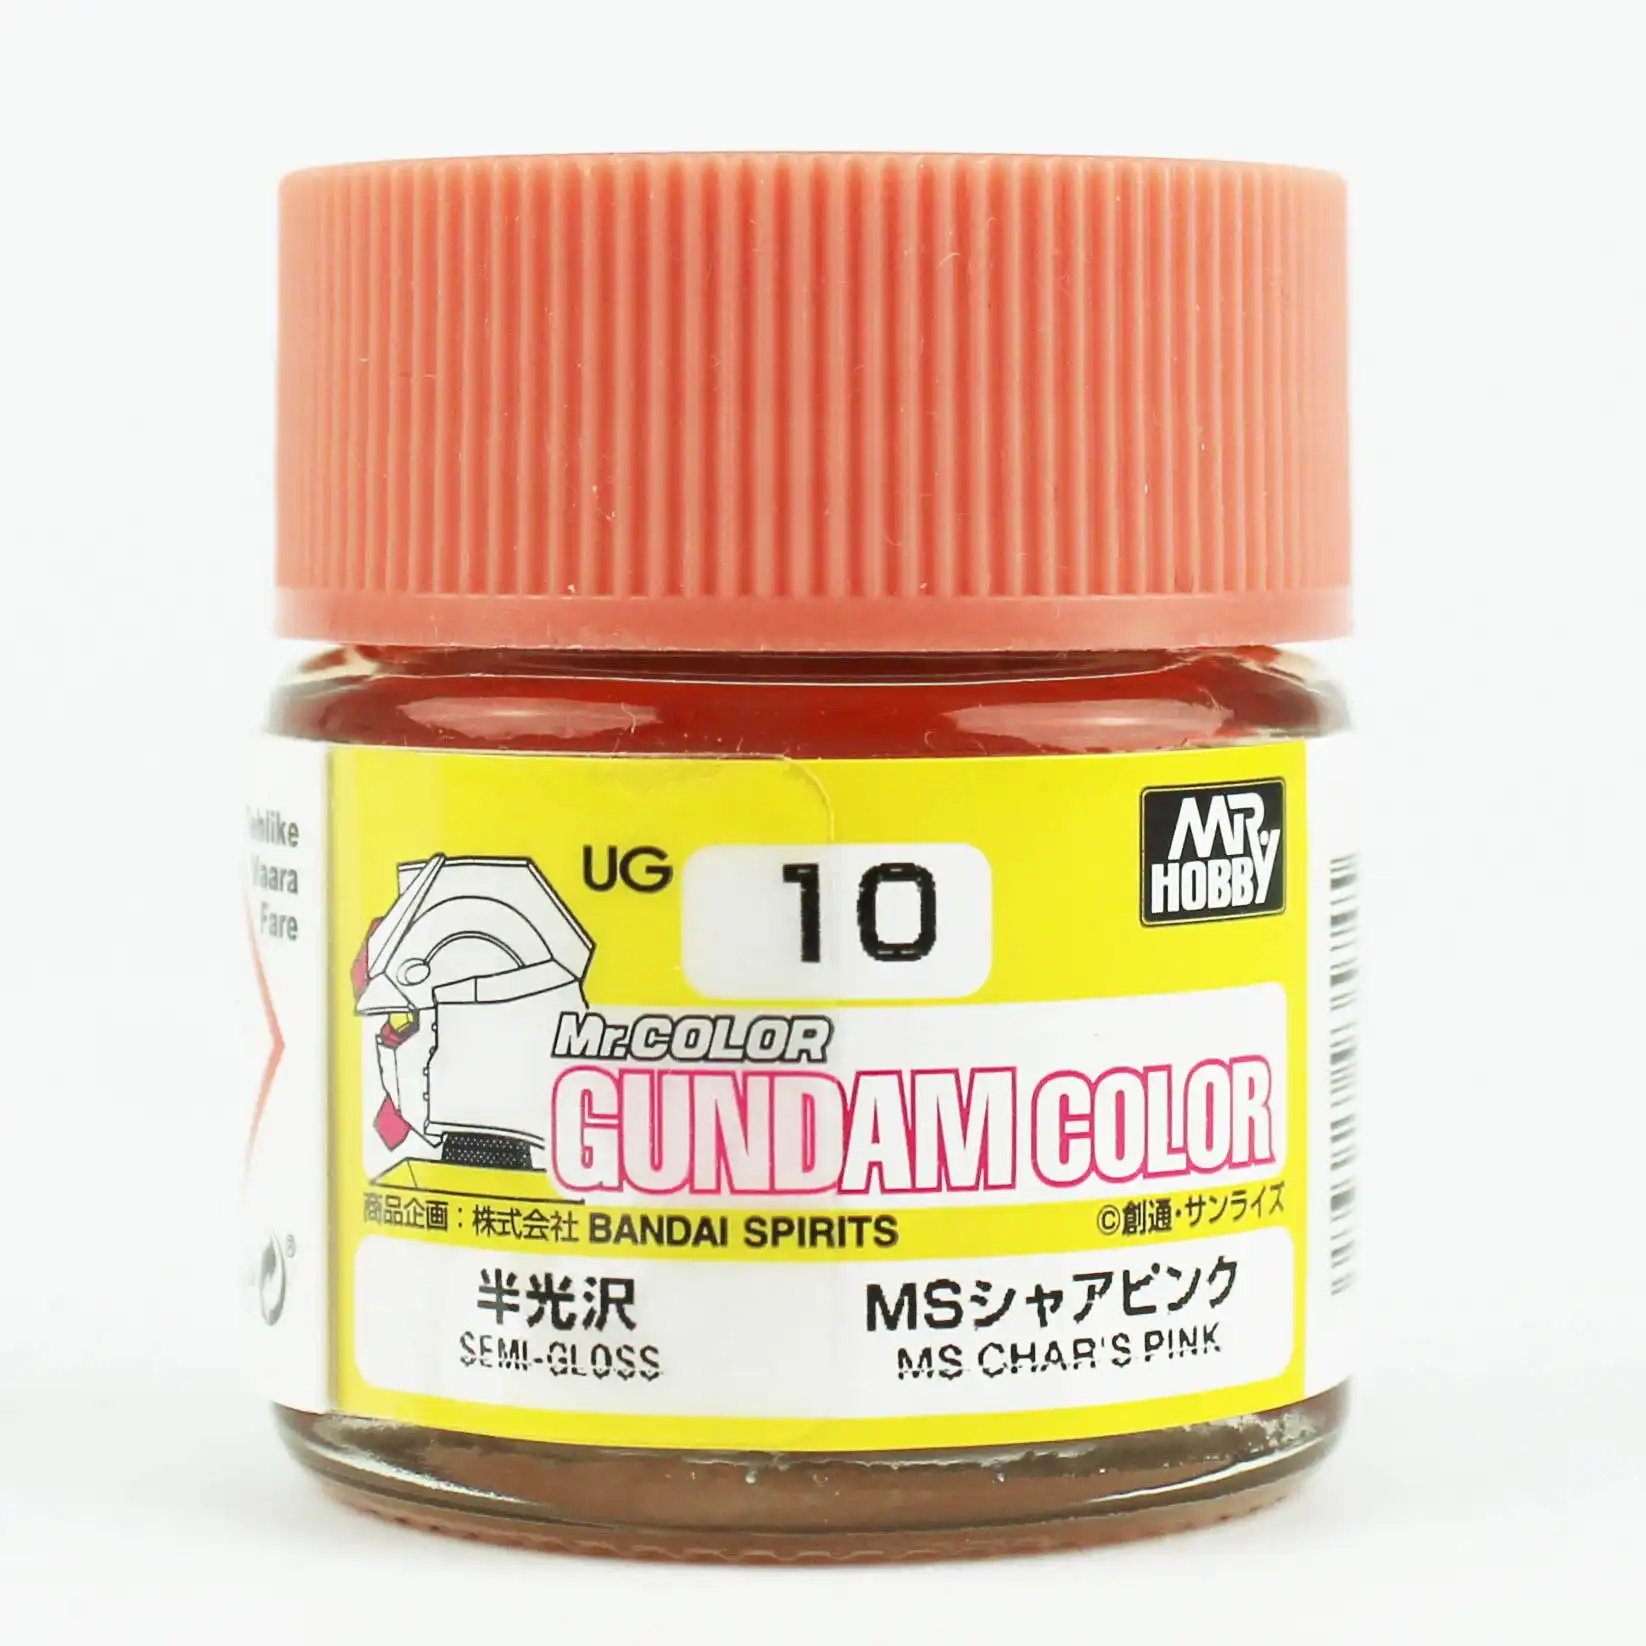 MR.
HOBBY
UG 10
Mr.COLOR
GUNDAM COLOR
商品企画：株式会社 BANDAI SPIRITS
©創通・サンライズ
半光沢
SEMI-GLOSS
MSシャアピンク
MS CHAR'S PINK
Vaara
Fare
®